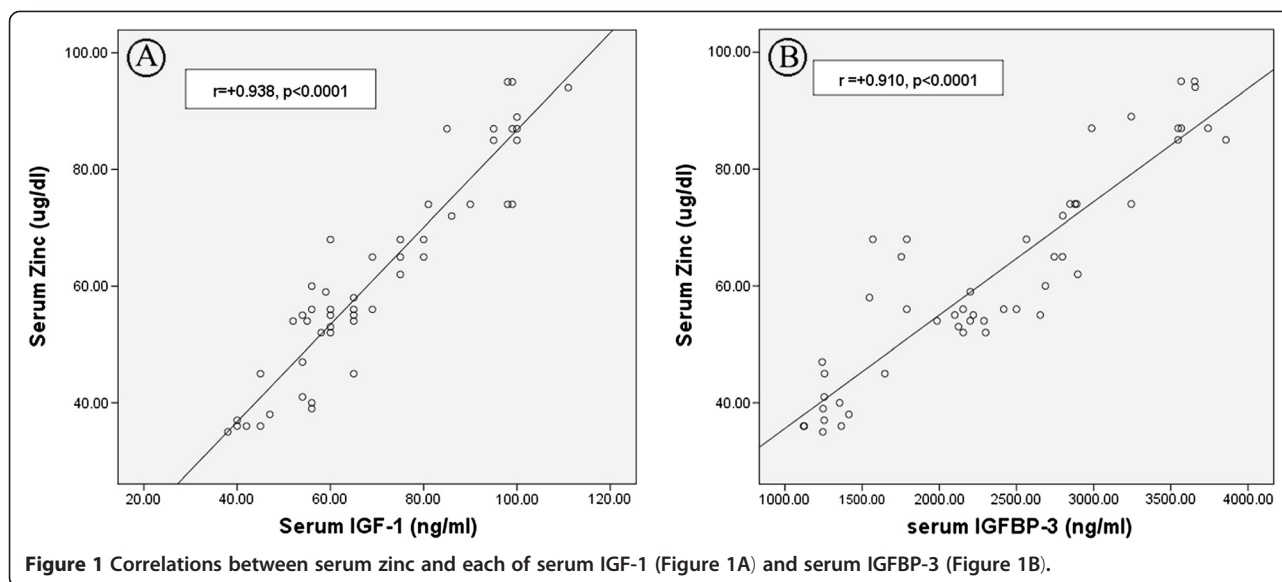 A
r=+0.938, p<0.0001
Serum Zinc (ug/dl)
100.00
80.00
60.00
40.00
20.00 40.00 60.00 80.00 100.00 120.00
Serum IGF-1 (ng/ml)
B
r =+0.910, p<0.0001
Serum Zinc (ug/dl)
100.00
80.00
60.00
40.00
1000.00 1500.00 2000.00 2500.00 3000.00 3500.00 4000.00
serum IGFBP-3 (ng/ml)
Figure 1 Correlations between serum zinc and each of serum IGF-1 (Figure 1A) and serum IGFBP-3 (Figure 1B).